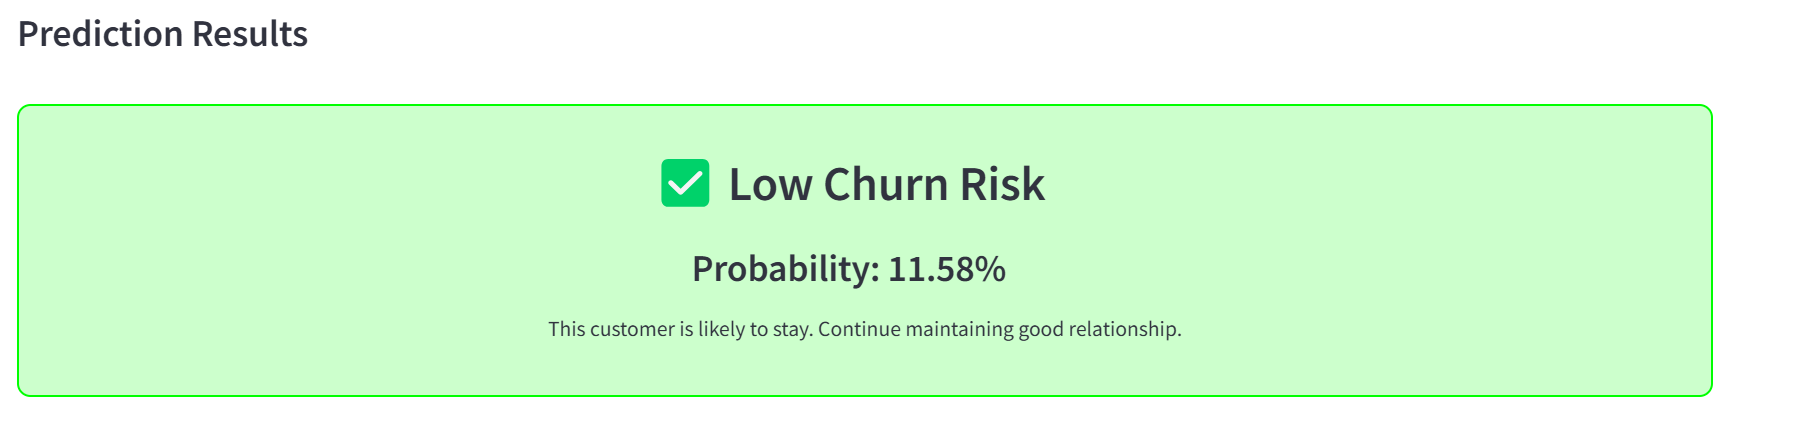 Prediction Results
✅ Low Churn Risk
Probability: 11.58%
This customer is likely to stay. Continue maintaining good relationship.